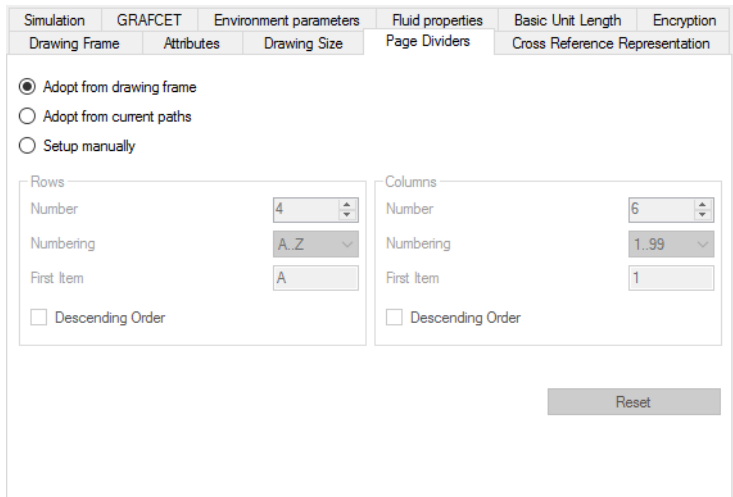 Simulation GRAFCET Environment parameters Fluid properties Basic Unit Length Encryption
Drawing Frame Attributes Drawing Size Page Dividers Cross Reference Representation
Adopt from drawing frame
Adopt from current paths
Setup manually
Rows
Number 4
Numbering A..Z
First Item A
Descending Order
Columns
Number 6
Numbering 1..99
First Item 1
Descending Order
Reset